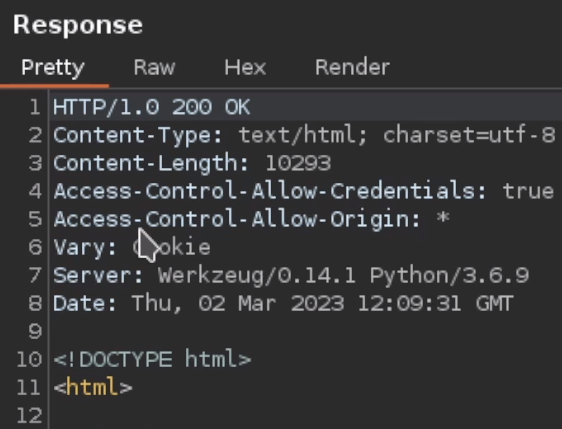 Response
Pretty Raw Hex Render
1 HTTP/1.0 200 OK
2 Content-Type: text/html; charset=utf-8
3 Content-Length: 10293
4 Access-Control-Allow-Credentials: true
5 Access-Control-Allow-Origin: *
6 Vary: Cookie
7 Server: Werkzeug/0.14.1 Python/3.6.9
8 Date: Thu, 02 Mar 2023 12:09:31 GMT
9
10 <!DOCTYPE html>
11 <html>
12